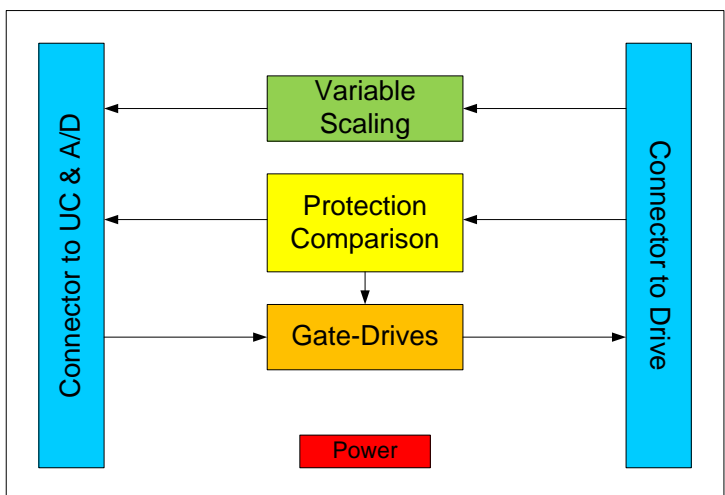 Connector to UC & A/D
Variable
Scaling
Protection
Comparison
Gate-Drives
Power
Connector to Drive